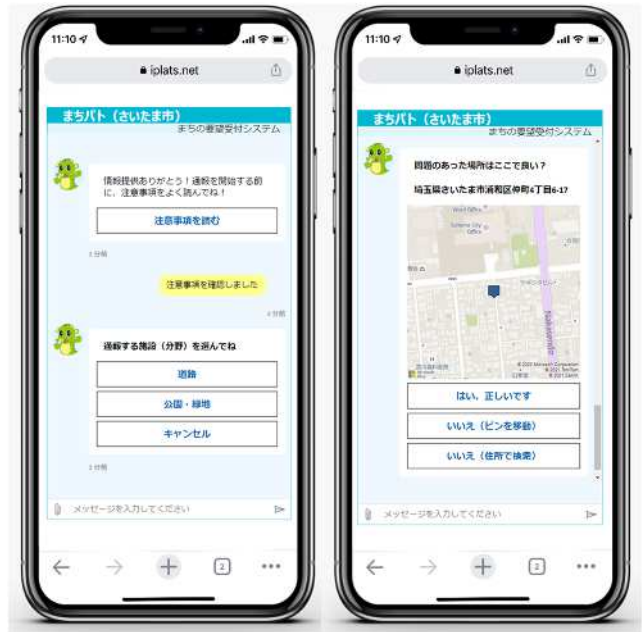 11:10
iplats.net
まちパト（さいたま市）
まちの要望受付システム
情報提供ありがとう！通報を開始する前
に、注意事項をよく読んでね！
注意事項を読む
注意事項を確認しました
通報する施設（分野）を選んでね
道路
公園・緑地
キャンセル
メッセージを入力してください
2
11:10
iplats.net
まちパト（さいたま市）
まちの要望受付システム
問題のあった場所はここで良い？
埼玉県さいたま市浦和区仲町4丁目6-17
はい、正しいです
いいえ（ピンを移動）
いいえ（住所で検索）
メッセージを入力してください
2